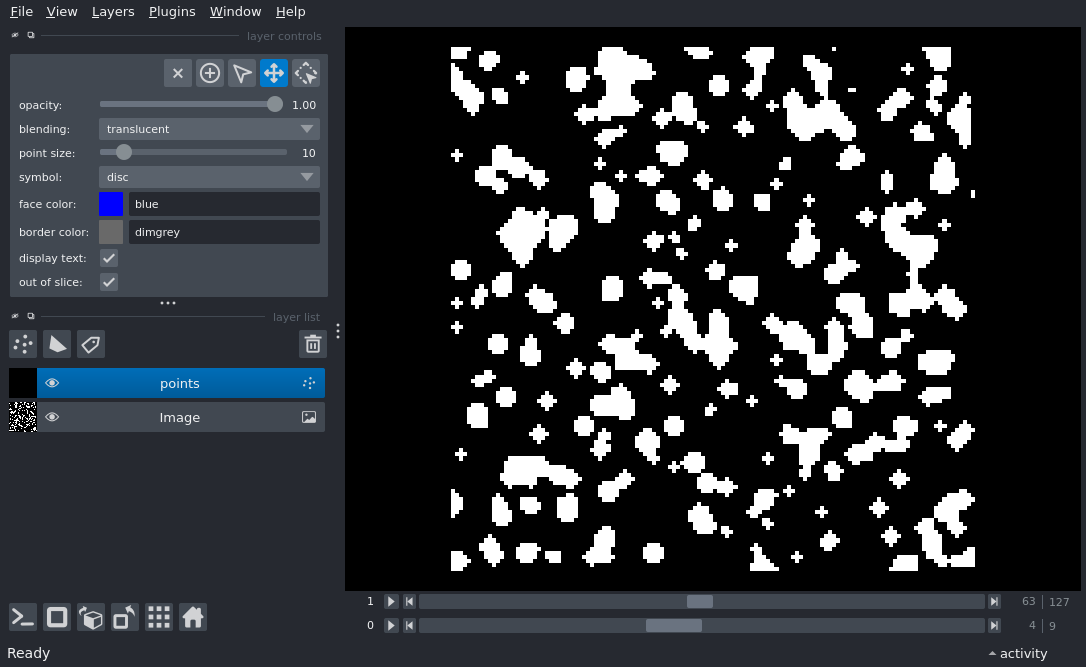 File View Layers Plugins Window Help
layer controls
opacity: 1.00
blending: translucent
point size: 10
symbol: disc
face color: blue
border color: dimgrey
display text:
out of slice:
layer list
points
Image
1 63 127
0 4 9
Ready activity